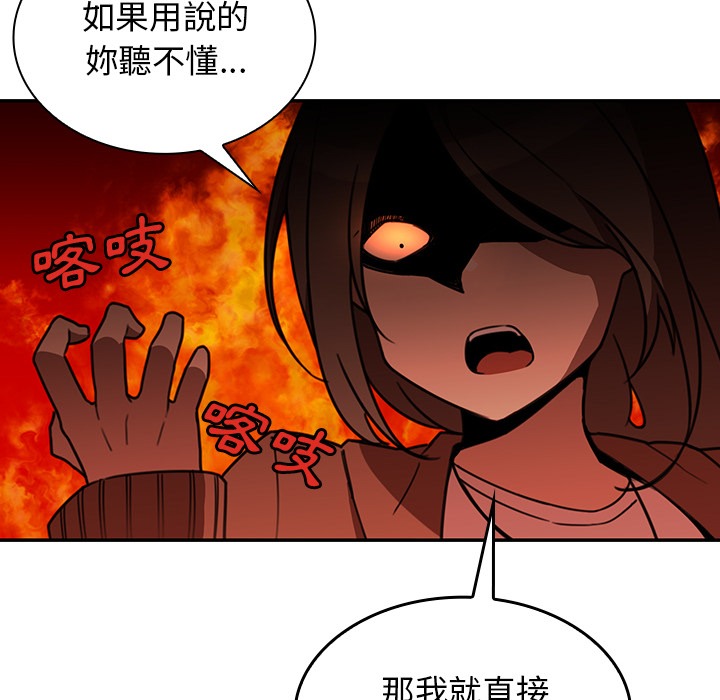 如果用說的
妳聽不懂…
喀吱
喀吱
那我就直接